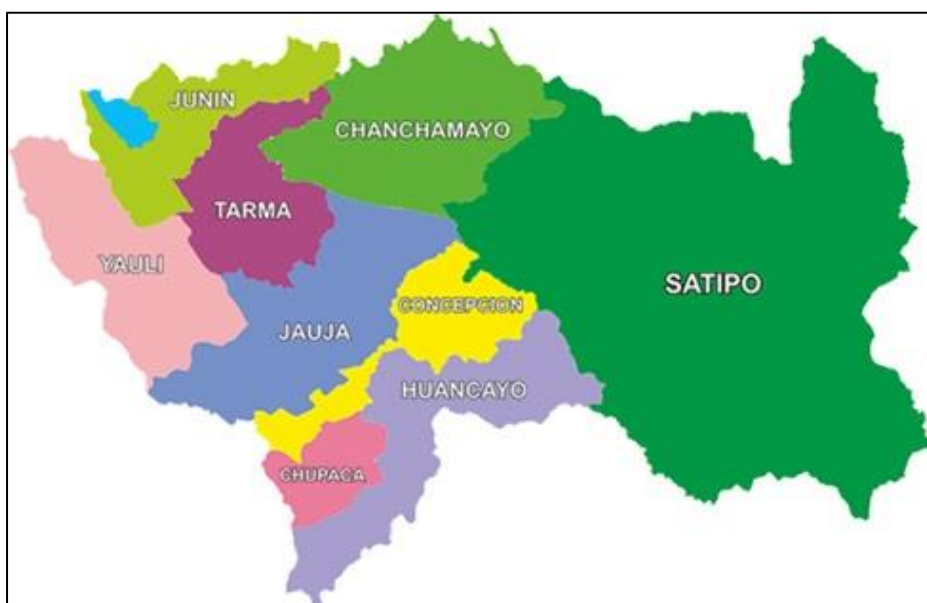 JUNIN
CHANCHAMAYO
TARMA
YAULI
SATIPO
CONCEPCION
JAUJA
HUANCAYO
CHUPACA